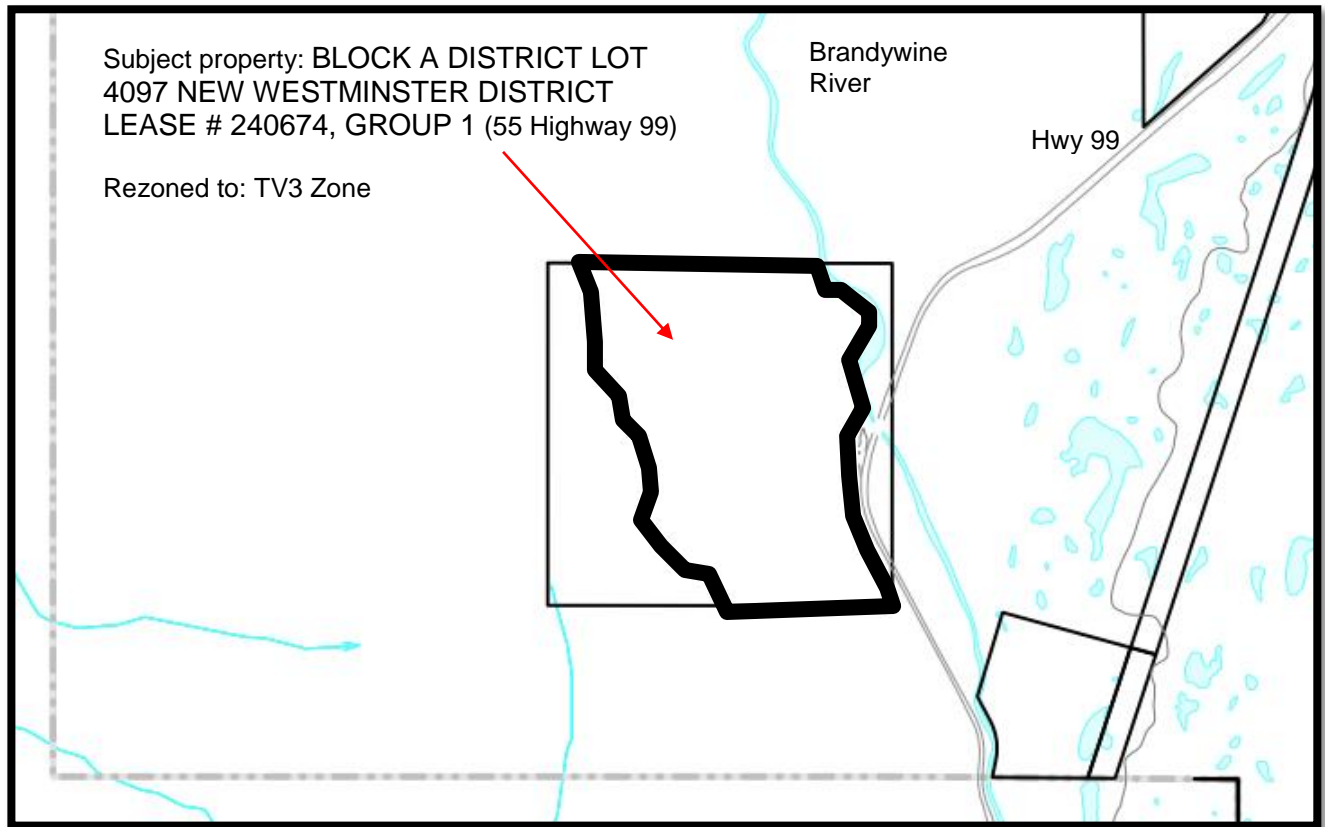 Subject property: BLOCK A DISTRICT LOT
4097 NEW WESTMINSTER DISTRICT
LEASE # 240674, GROUP 1 (55 Highway 99)
Rezoned to: TV3 Zone
Brandywine
River
Hwy 99